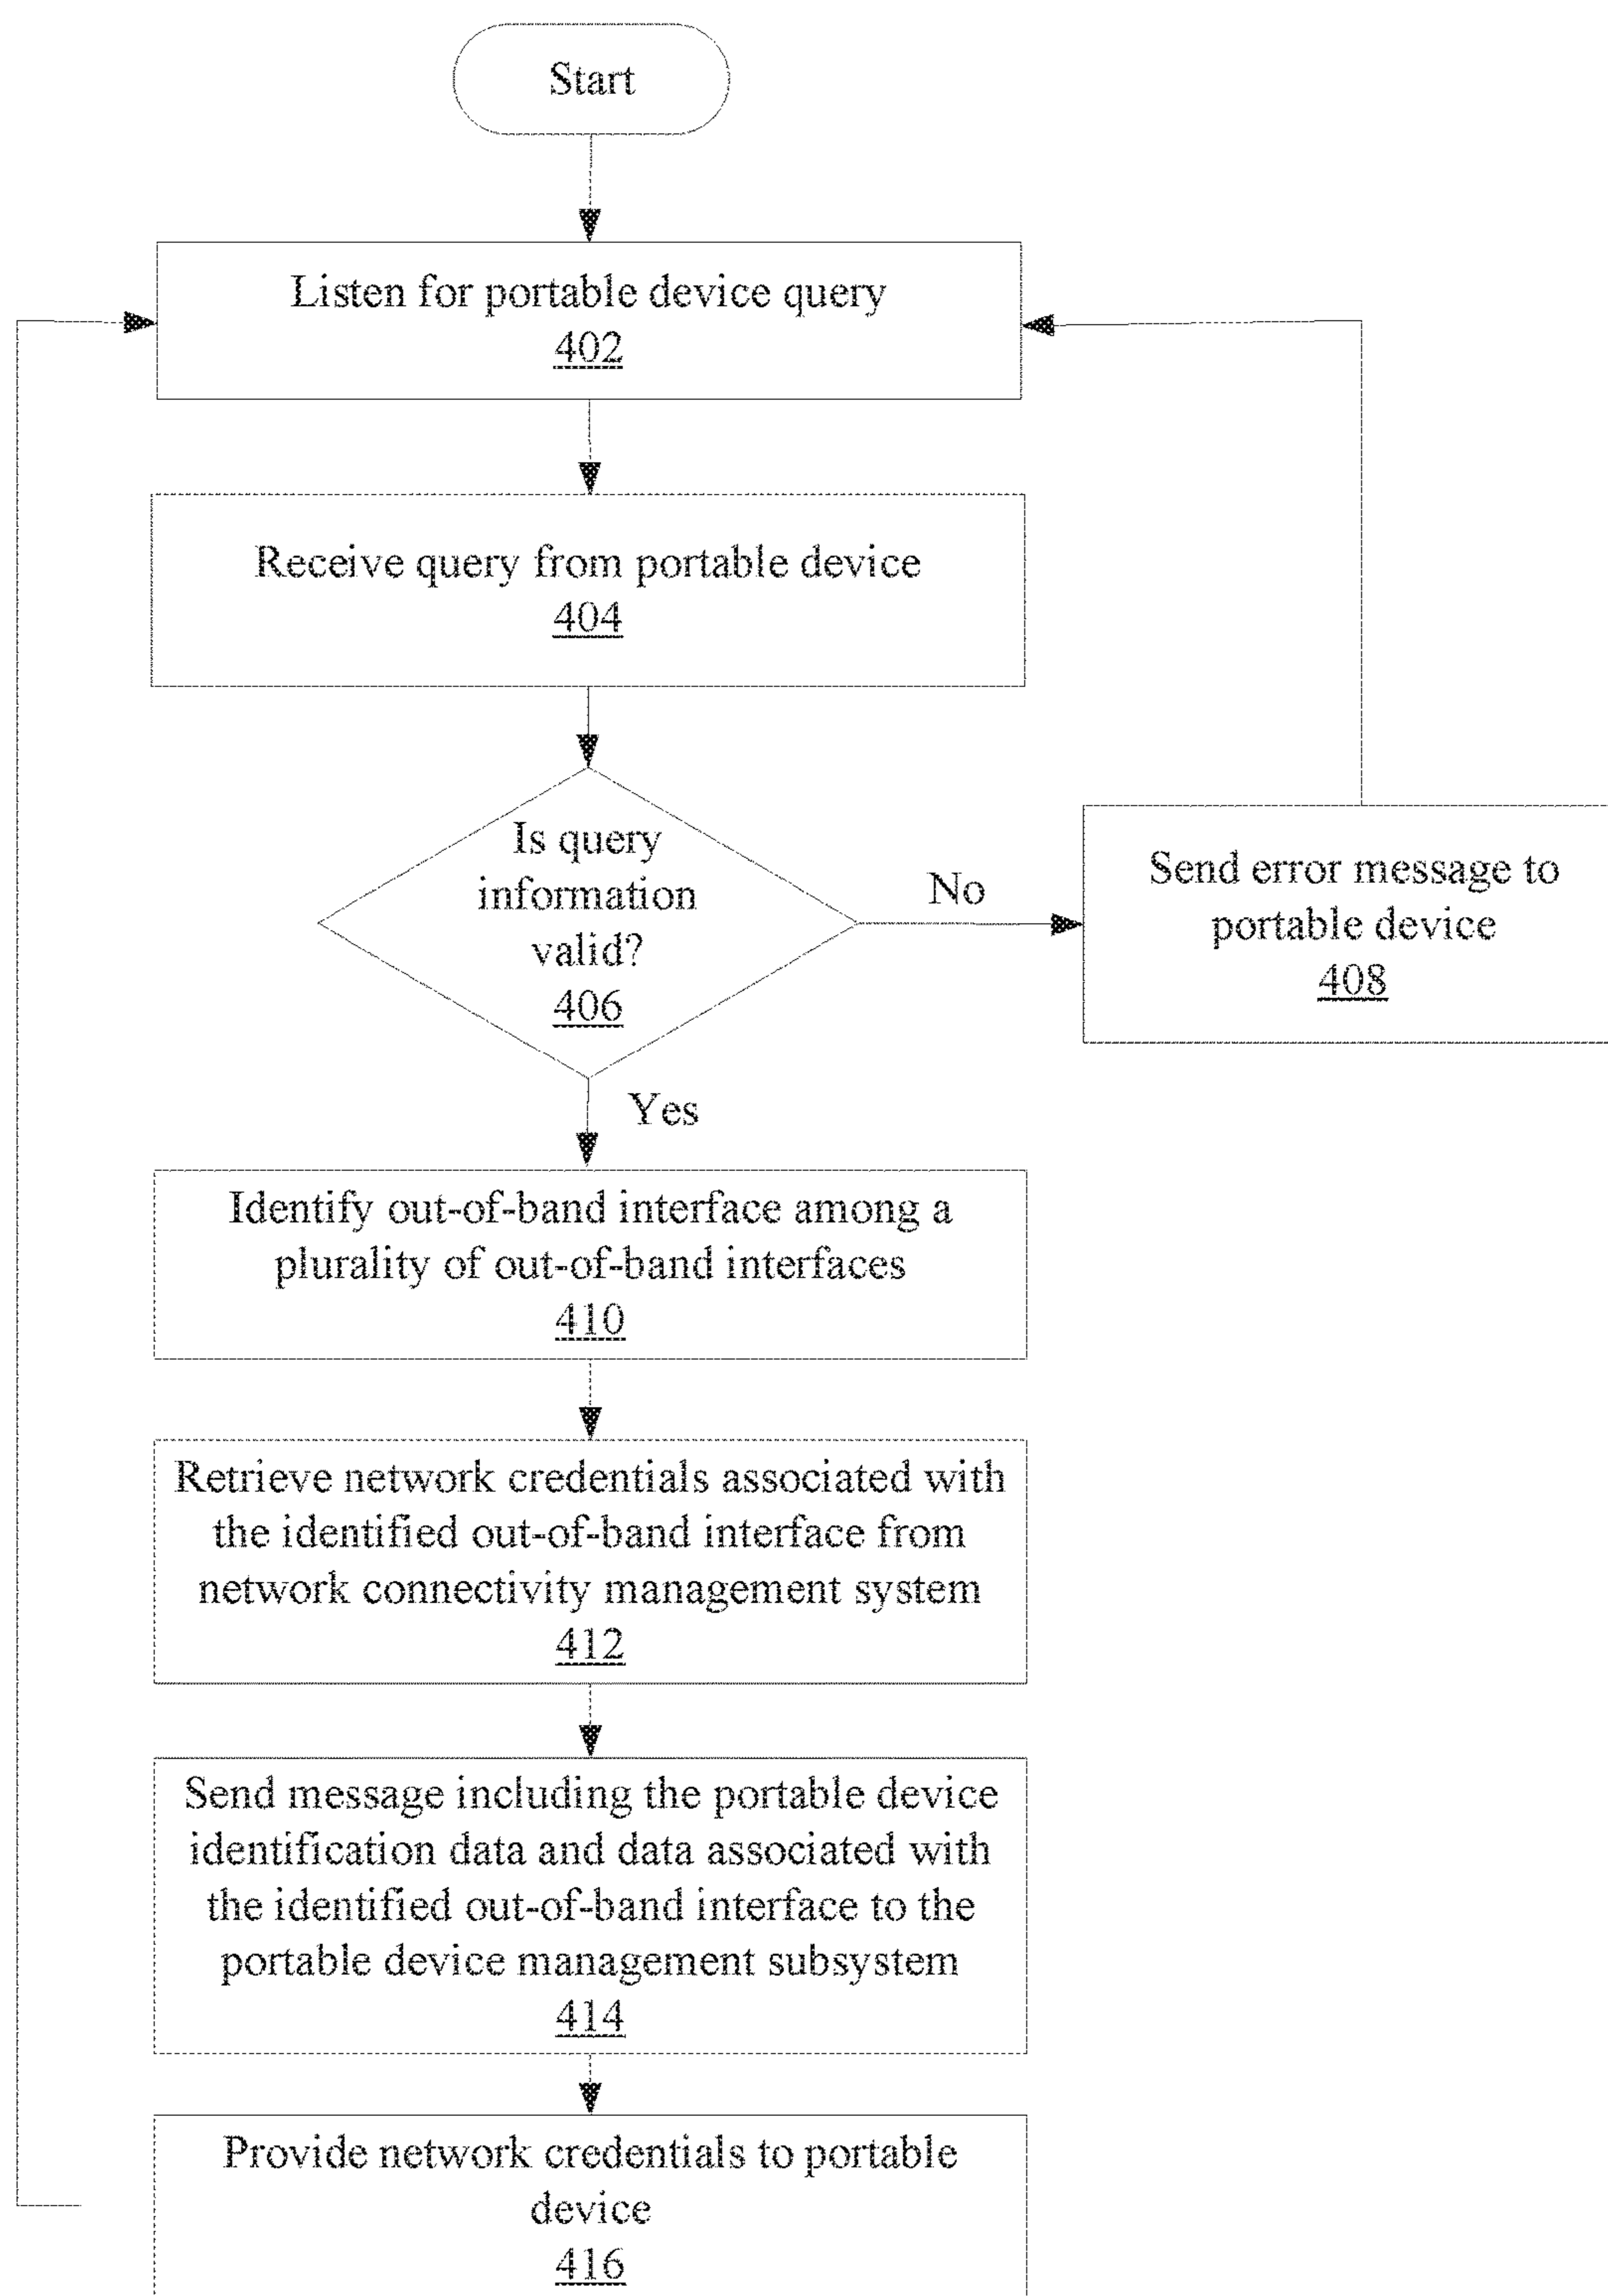 Start
Listen for portable device query
402
Receive query from portable device
404
Is query
information
valid?
406
No
Send error message to
portable device
408
Yes
Identify out-of-band interface among a
plurality of out-of-band interfaces
410
Retrieve network credentials associated with
the identified out-of-band interface from
network connectivity management system
412
Send message including the portable device
identification data and data associated with
the identified out-of-band interface to the
portable device management subsystem
414
Provide network credentials to portable
device
416